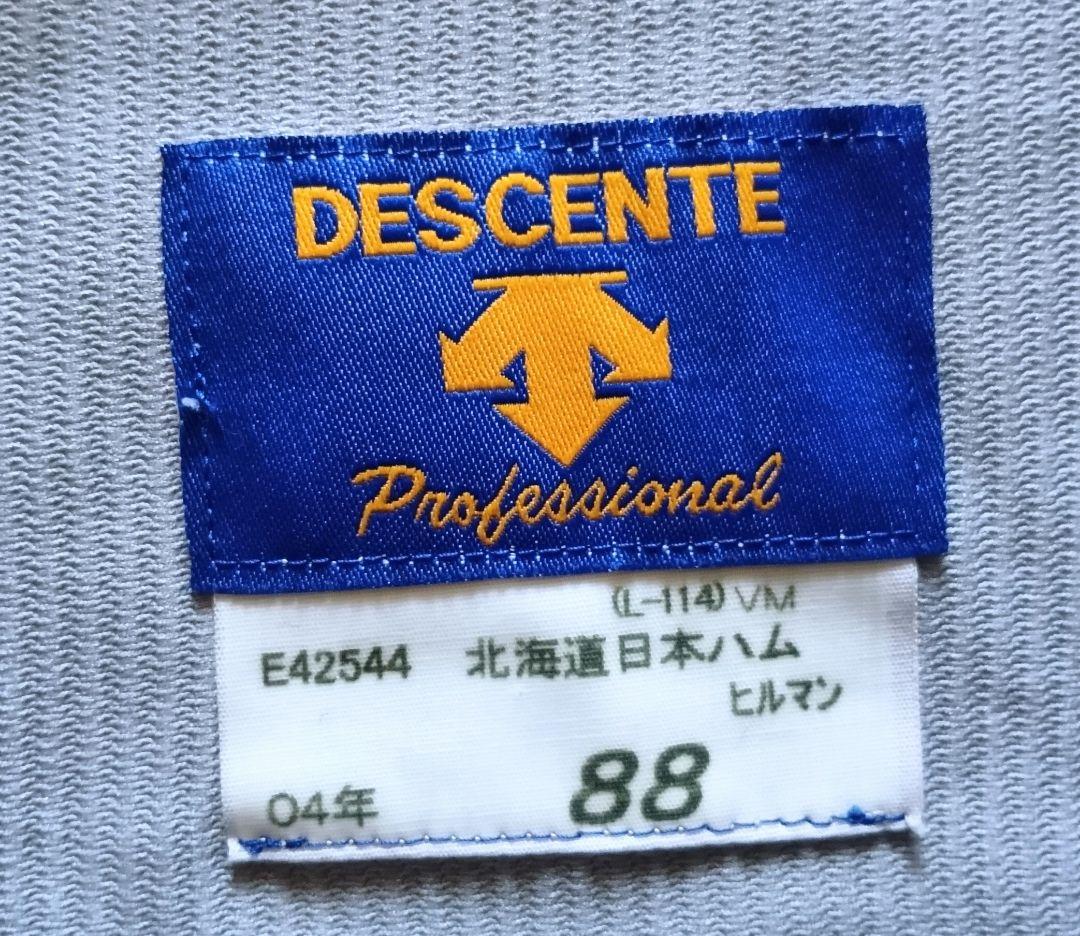 DESCENTE
Professional
(L-114) VM
E42544 北海道日本ハム
ヒルマン
04年 88